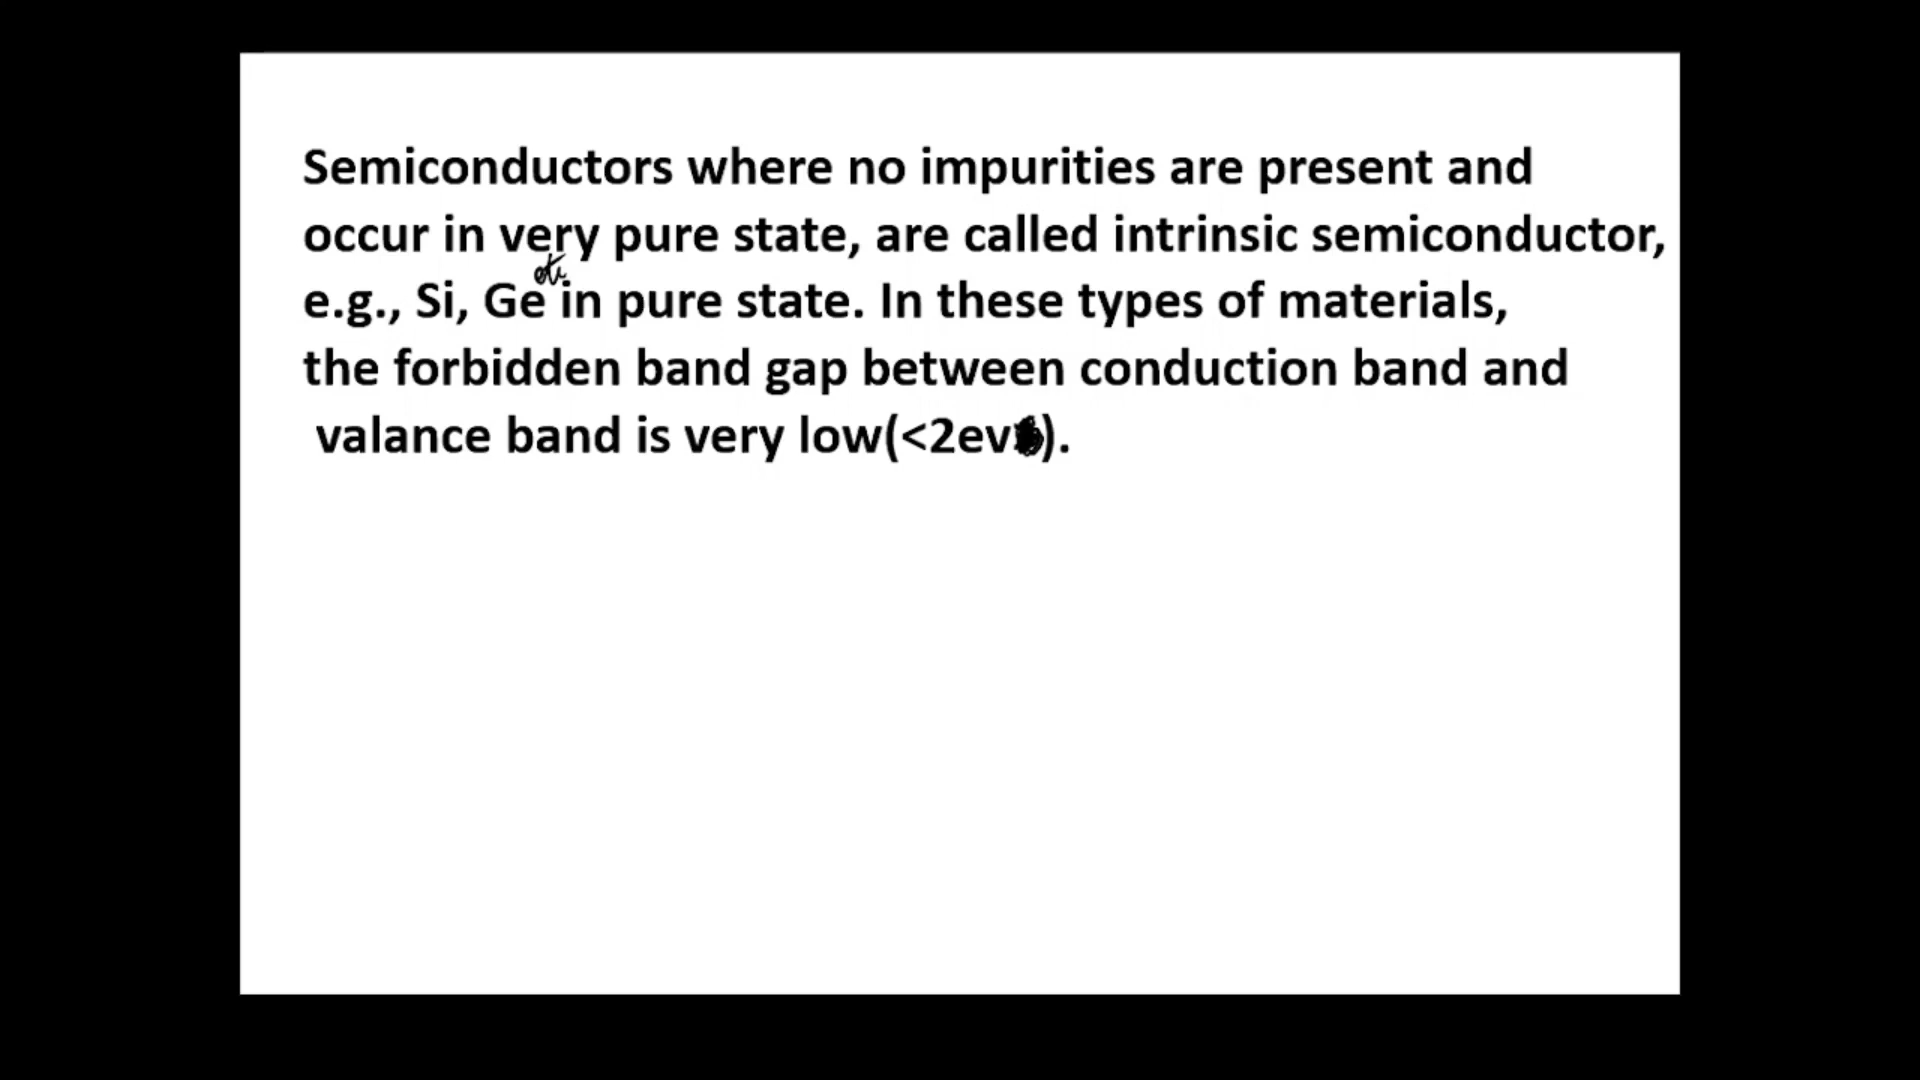 Semiconductors where no impurities are present and
occur in very pure state, are called intrinsic semiconductor,
e.g., Si, Ge in pure state. In these types of materials,
the forbidden band gap between conduction band and
valance band is very low(<2ev).